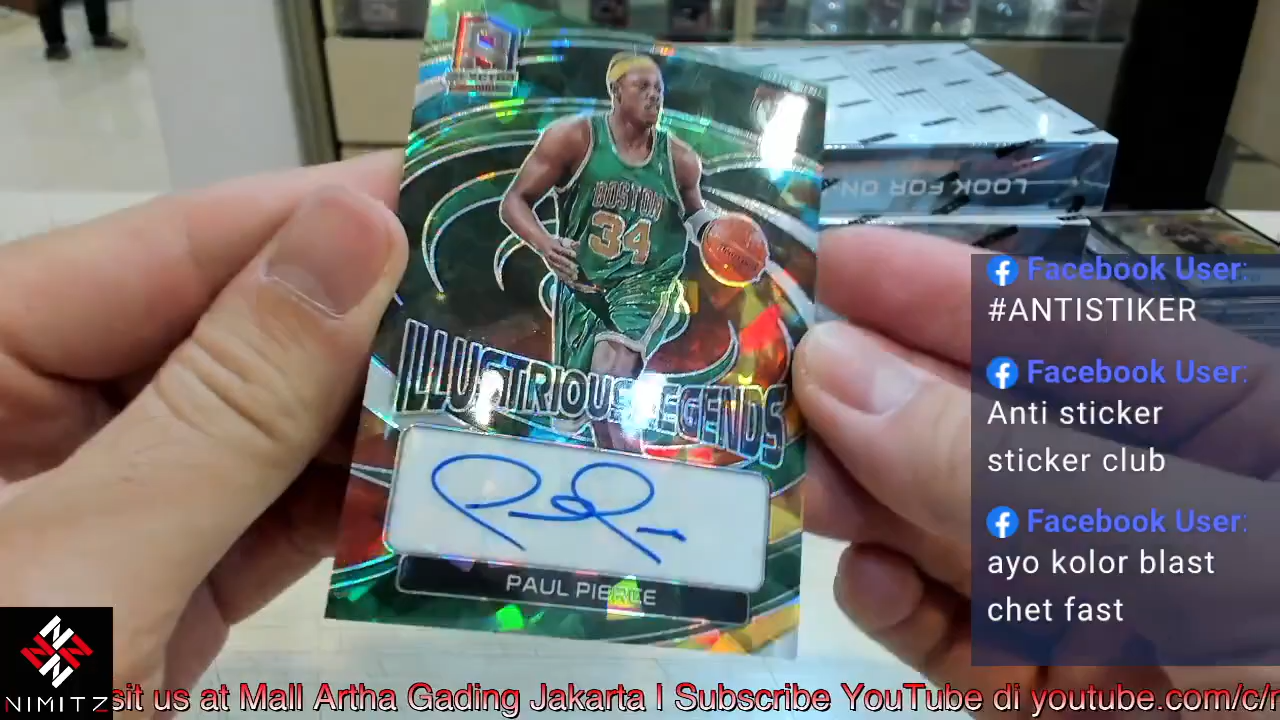 BOSTON
34
ILLUSTRIOUS LEGENDS
PAUL PIERCE
LOOK FOR ON
Facebook User:
#ANTISTIKER
Facebook User:
Anti sticker
sticker club
Facebook User:
ayo kolor blast
chet fast
NIMITZ
sit us at Mall Artha Gading Jakarta I Subscribe YouTube di youtube.com/c/